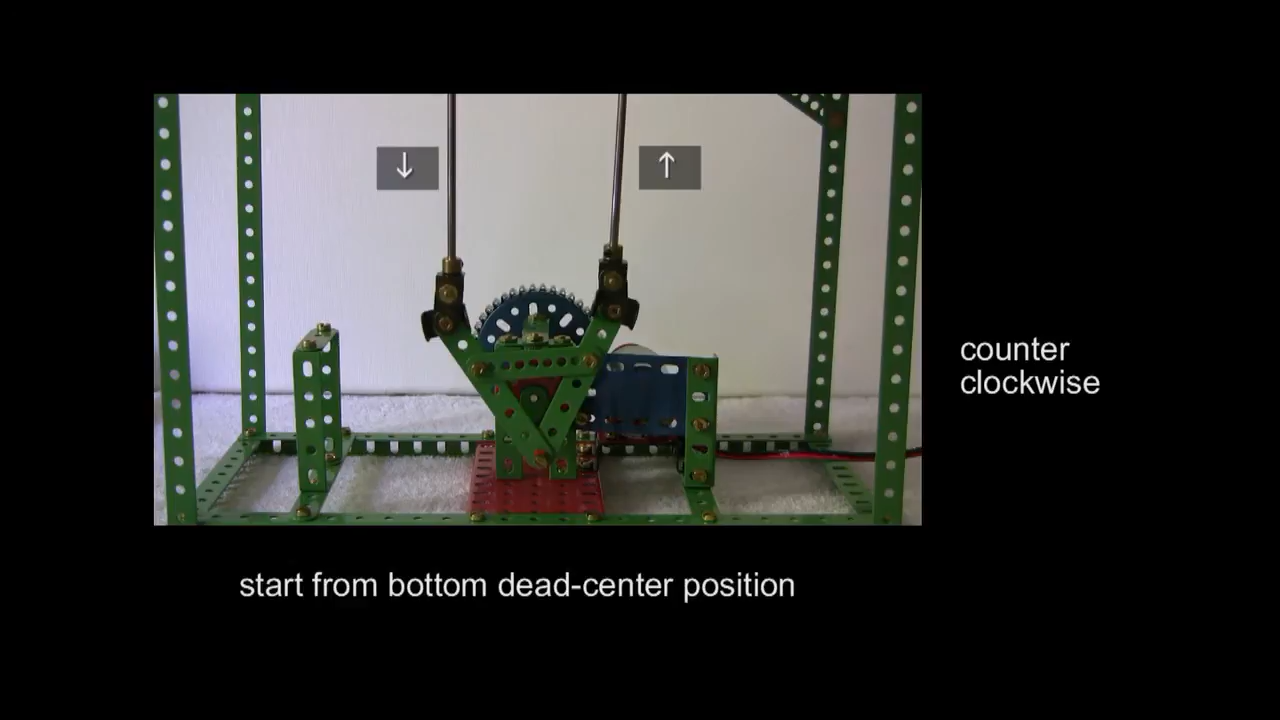 ↓
↑
counter
clockwise
start from bottom dead-center position